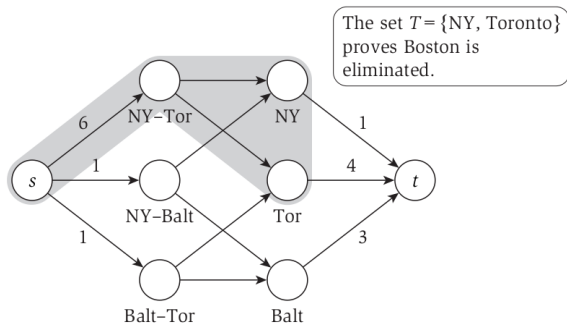 The set T = {NY, Toronto}
proves Boston is
eliminated.
NY–Tor
NY
6
1
s
1
4
t
NY–Balt
Tor
1
3
Balt–Tor
Balt